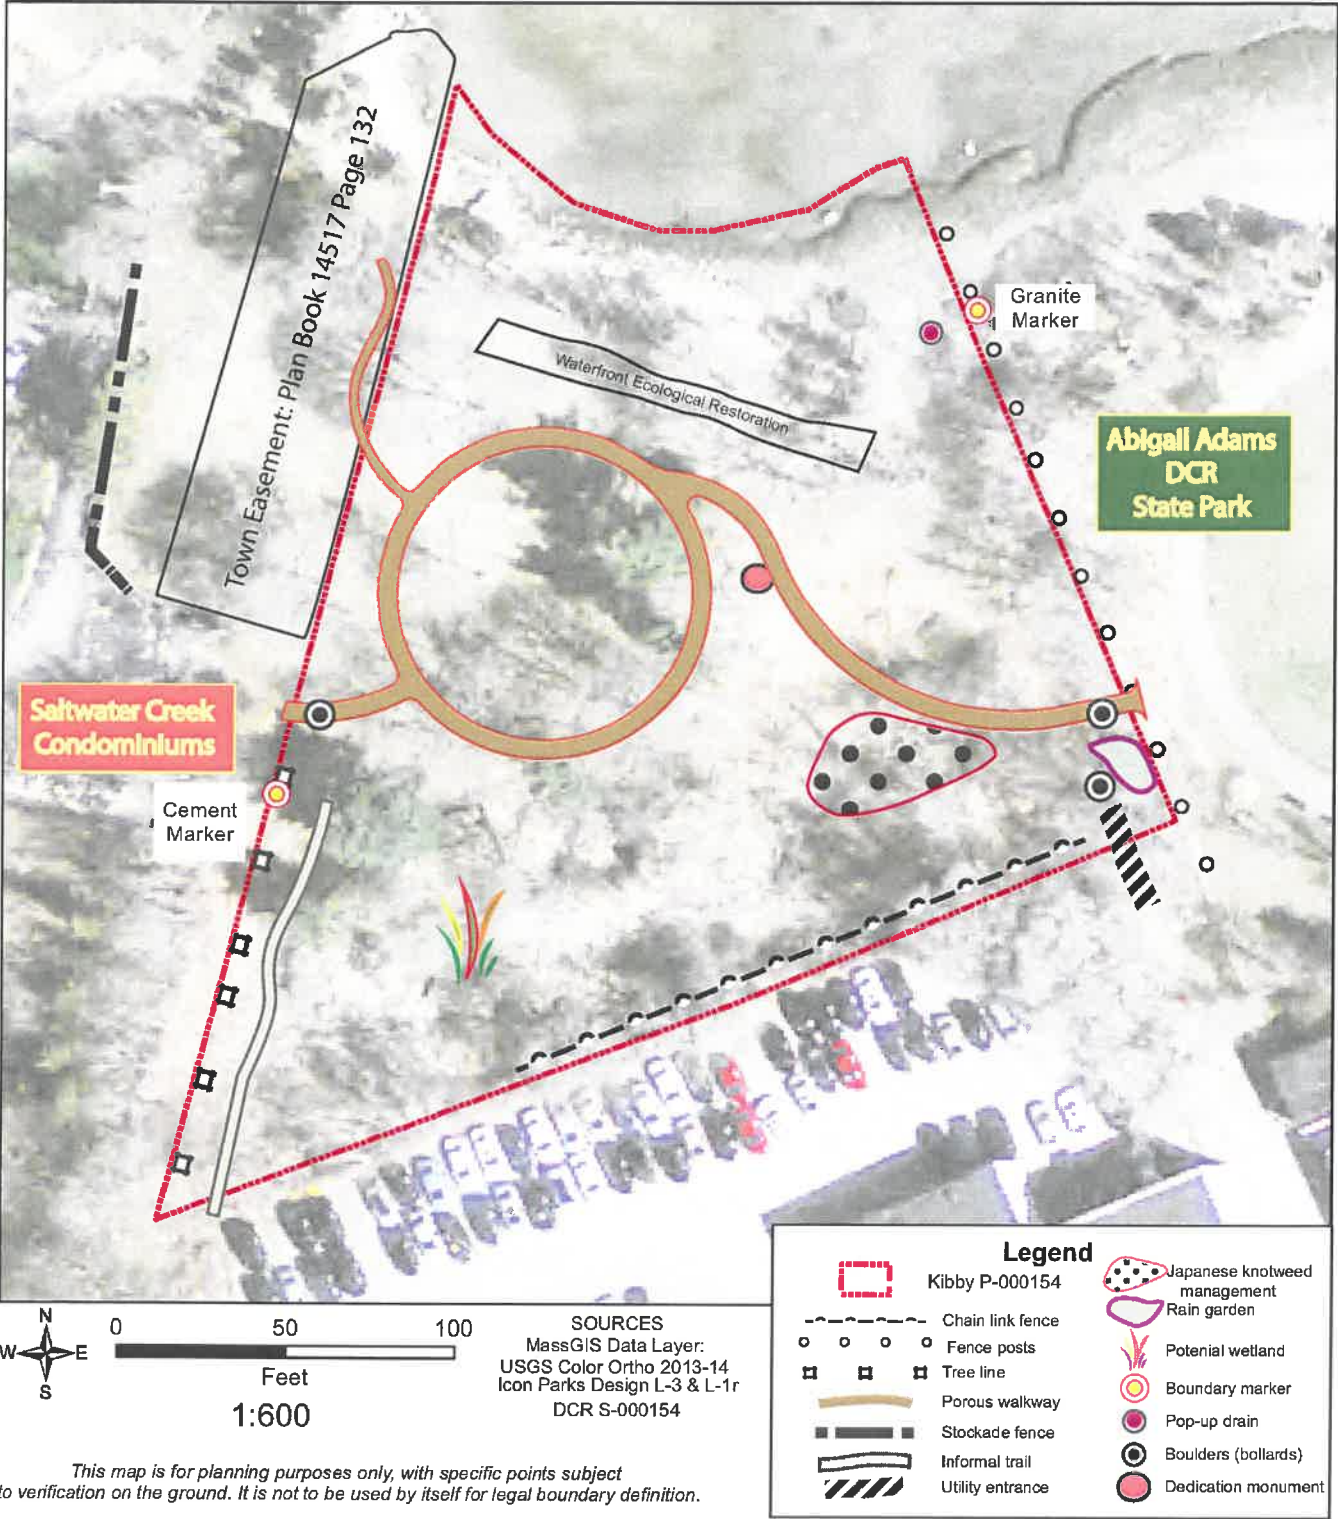 Town Easement: Plan Book 14517 Page 132
Granite
Marker
Waterfront Ecological Restoration
Abigail Adams
DCR
State Park
Saltwater Creek
Condominiums
Cement
Marker
Legend
Kibby P-000154
Chain link fence
Fence posts
Tree line
Porous walkway
Stockade fence
Informal trail
Utility entrance
Japanese knotweed
management
Rain garden
Potenial wetland
Boundary marker
Pop-up drain
Boulders (bollards)
Dedication monument
N
W E
S
0 50 100
Feet
1:600
SOURCES
MassGIS Data Layer:
USGS Color Ortho 2013-14
Icon Parks Design L-3 & L-1r
DCR S-000154
This map is for planning purposes only, with specific points subject
to verification on the ground. It is not to be used by itself for legal boundary definition.